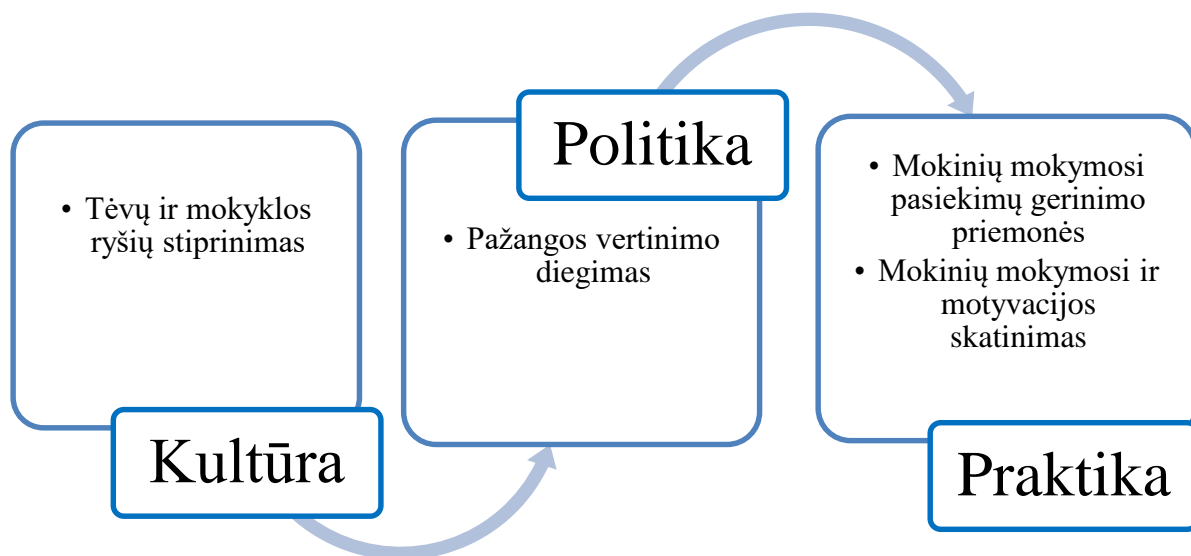 • Tėvų ir mokyklos
ryšių stiprinimas
Kultūra
Politika
• Pažangos vertinimo
diegimas
• Mokinių mokymosi
pasiekimų gerinimo
priemonės
• Mokinių mokymosi ir
motyvacijos
skatinimas
Praktika